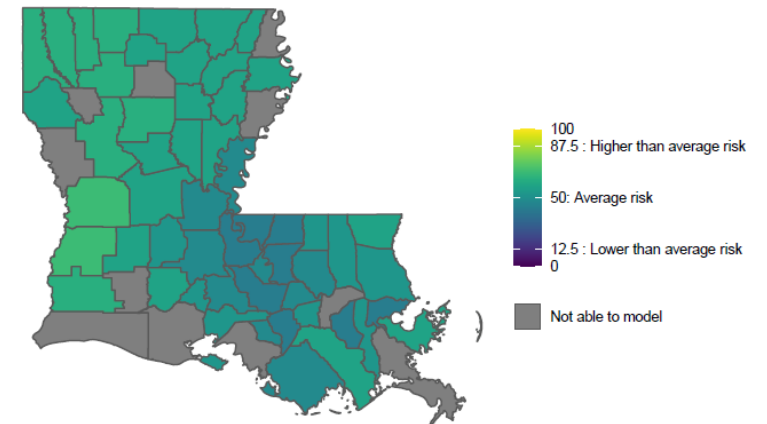 100
87.5 : Higher than average risk
50: Average risk
12.5 : Lower than average risk
0
Not able to model